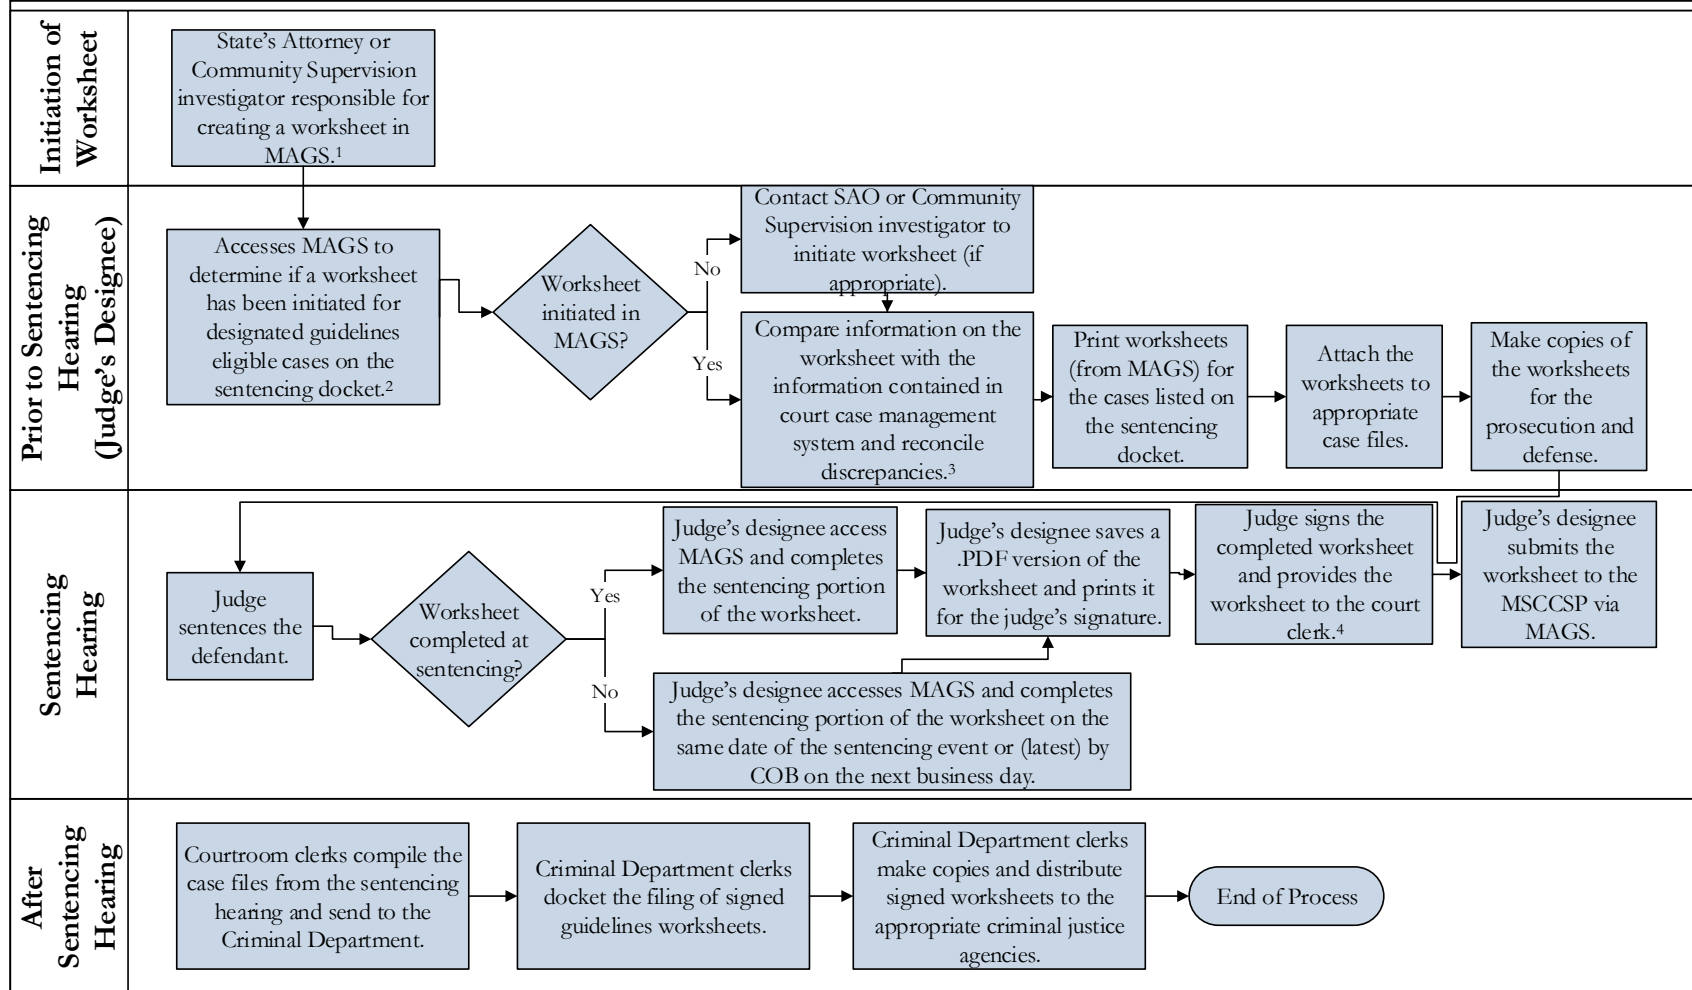 Initiation of
Worksheet
State's Attorney or
Community Supervision
investigator responsible for
creating a worksheet in
MAGS.1
Prior to Sentencing
Hearing
(Judge's Designee)
Accesses MAGS to
determine if a worksheet
has been initiated for
designated guidelines
eligible cases on the
sentencing docket.2
Worksheet
initiated in
MAGS?
No
Yes
Contact SAO or Community
Supervision investigator to
initiate worksheet (if
appropriate).
Compare information on the
worksheet with the
information contained in
court case management
system and reconcile
discrepancies.3
Print worksheets
(from MAGS) for
the cases listed on
the sentencing
docket.
Attach the
worksheets to
appropriate
case files.
Make copies of
the worksheets
for the
prosecution and
defense.
Sentencing
Hearing
Judge
sentences the
defendant.
Worksheet
completed at
sentencing?
Yes
No
Judge's designee access
MAGS and completes
the sentencing portion
of the worksheet.
Judge's designee accesses MAGS and completes
the sentencing portion of the worksheet on the
same date of the sentencing event or (latest) by
COB on the next business day.
Judge's designee saves a
.PDF version of the
worksheet and prints it
for the judge's signature.
Judge signs the
completed worksheet
and provides the
worksheet to the court
clerk.4
Judge's designee
submits the
worksheet to the
MSCCSP via
MAGS.
After
Sentencing
Hearing
Courtroom clerks compile the
case files from the sentencing
hearing and send to the
Criminal Department.
Criminal Department clerks
docket the filing of signed
guidelines worksheets.
Criminal Department clerks
make copies and distribute
signed worksheets to the
appropriate criminal justice
agencies.
End of Process